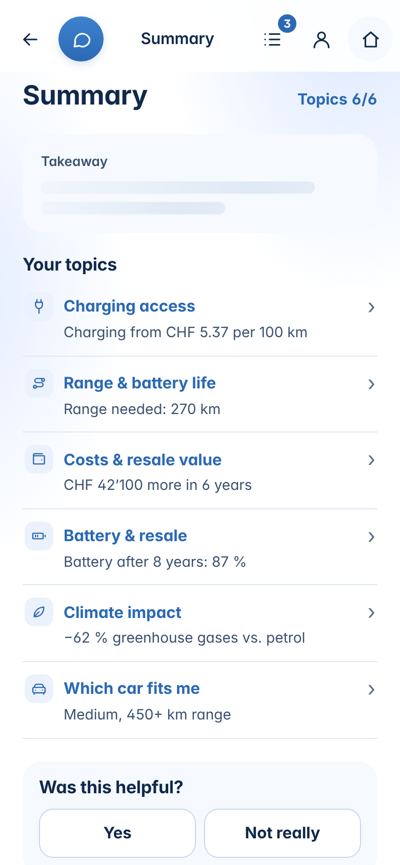 Summary
3
Summary
Topics 6/6
Takeaway
Your topics
Charging access
Charging from CHF 5.37 per 100 km
Range & battery life
Range needed: 270 km
Costs & resale value
CHF 42’100 more in 6 years
Battery & resale
Battery after 8 years: 87 %
Climate impact
−62 % greenhouse gases vs. petrol
Which car fits me
Medium, 450+ km range
Was this helpful?
Yes
Not really